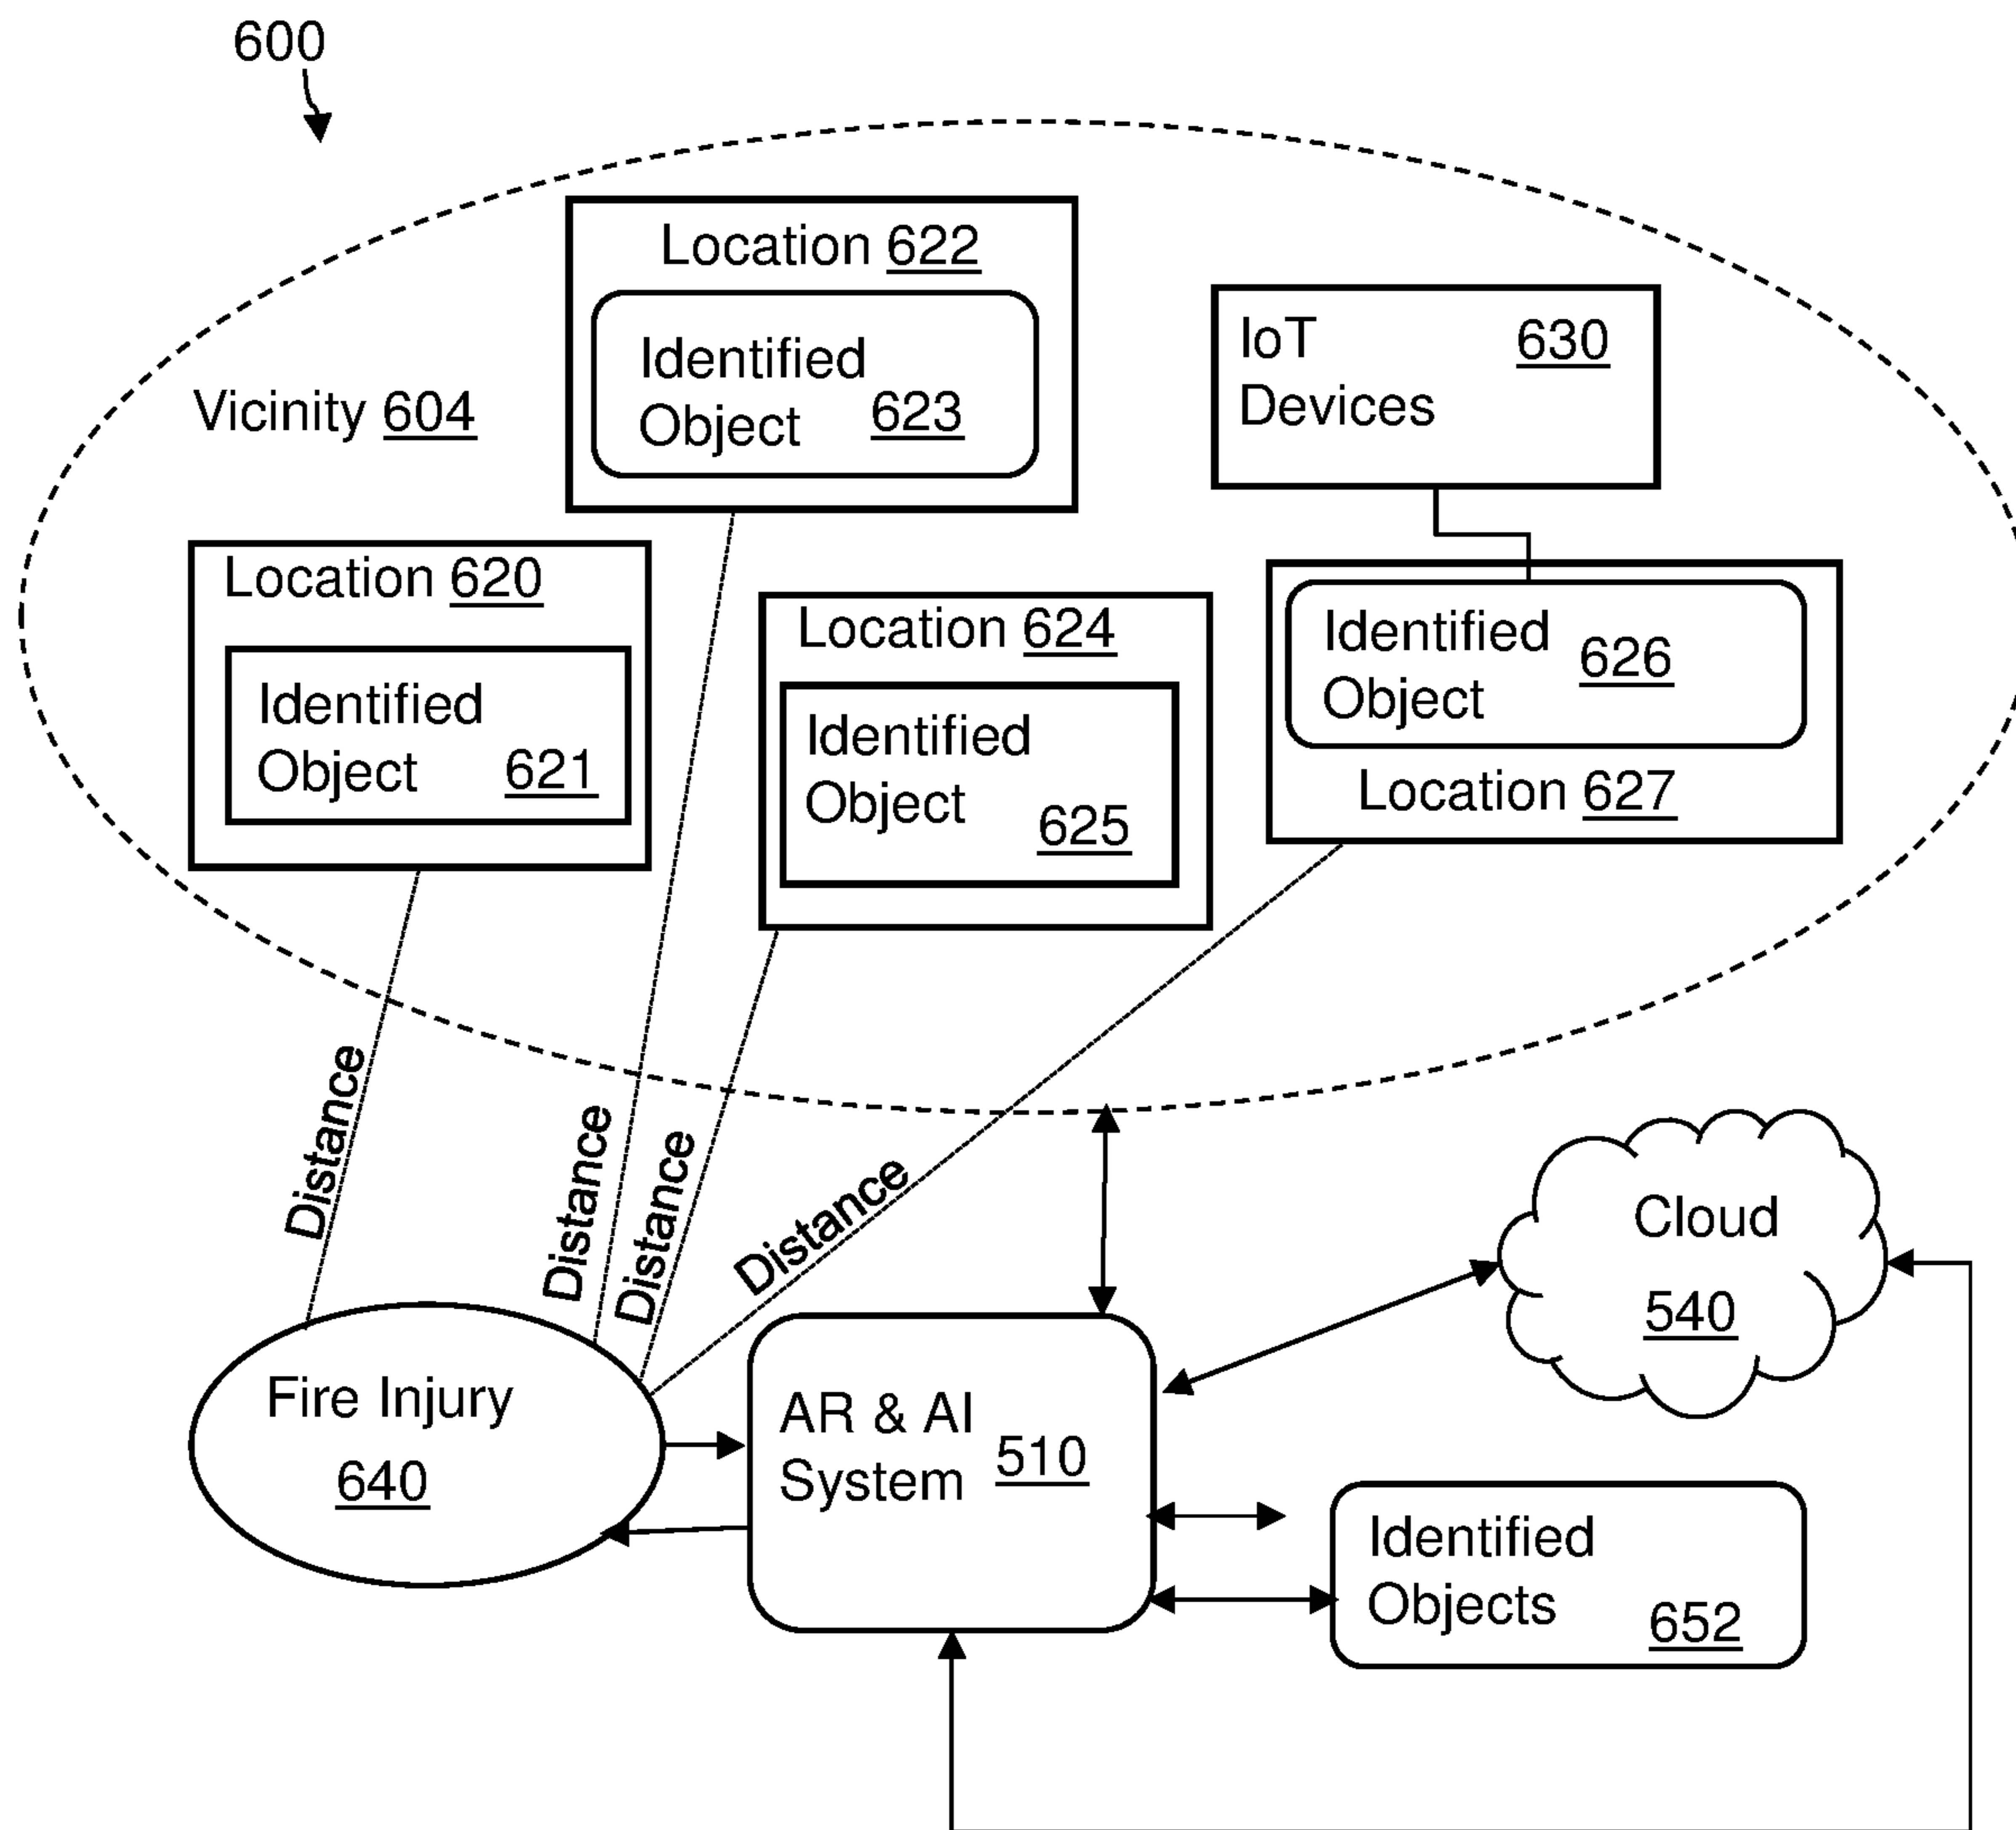 600
Location 622
Identified
Object 623
IoT
Devices 630
Vicinity 604
Location 620
Identified
Object 621
Location 624
Identified
Object 625
Identified
Object 626
Location 627
Distance
Distance
Distance
Distance
Cloud
540
Fire Injury
640
AR & AI
System 510
Identified
Objects 652